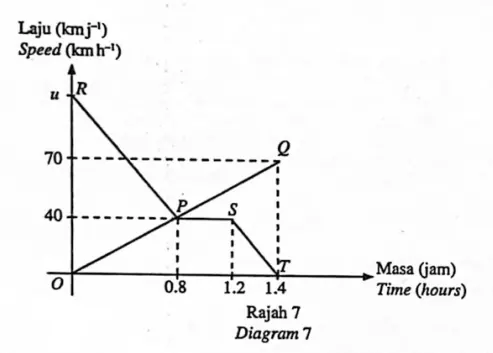 Laju (km j⁻¹)
Speed (km h⁻¹)
u R
70 Q
40 P S
O 0.8 1.2 1.4 T Masa (jam)
Time (hours)
Rajah 7
Diagram 7